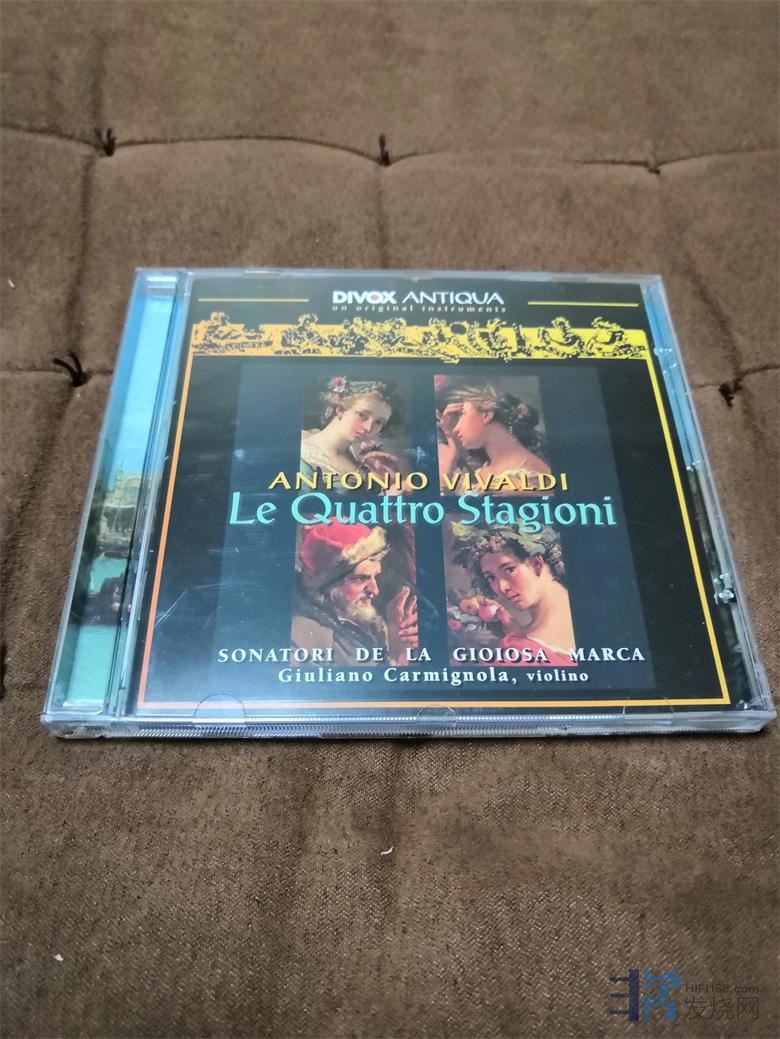 DIVOX ANTIQUA
on original instruments
ANTONIO VIVALDI
Le Quattro Stagioni
SONATORI DE LA GIOIOSA MARCA
Giuliano Carmignola, violino
HIFI168.com
发烧网